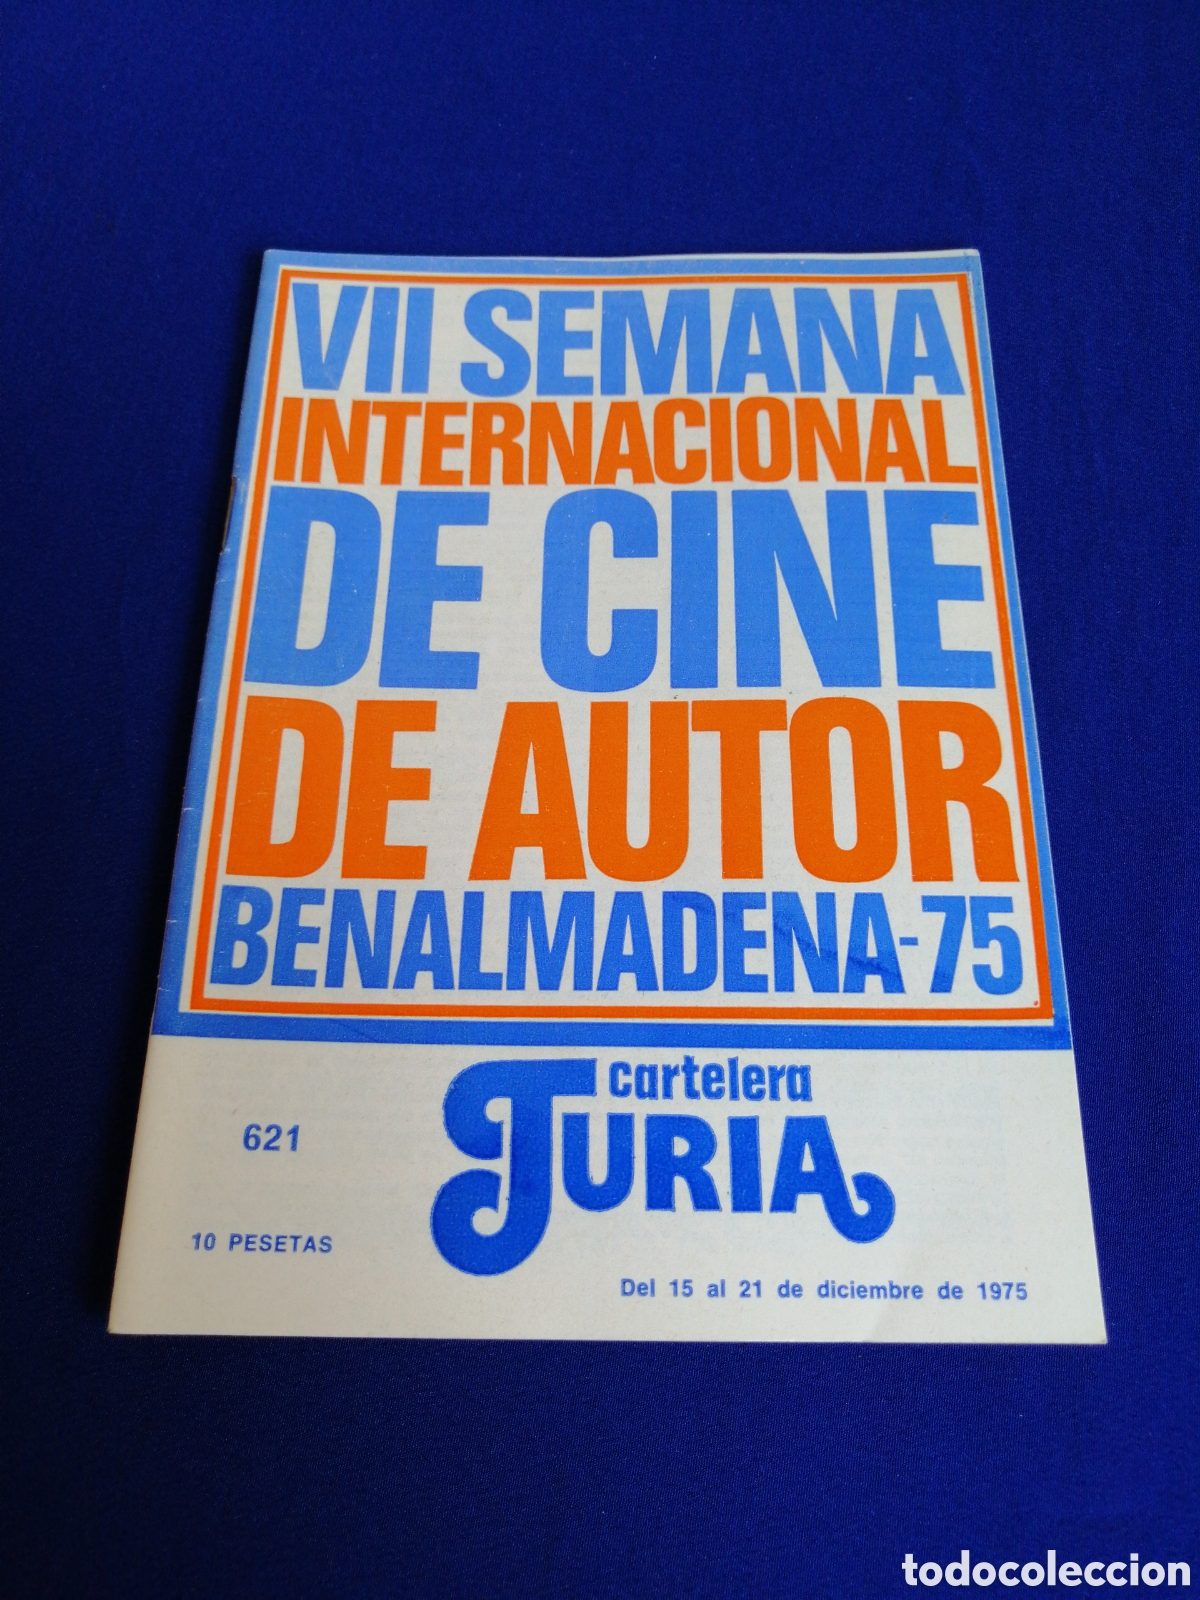 VII SEMANA
INTERNACIONAL
DE CINE
DE AUTOR
BENALMADENA-75
cartelera
TURIA
621
10 PESETAS
Del 15 al 21 de diciembre de 1975
todocoleccion